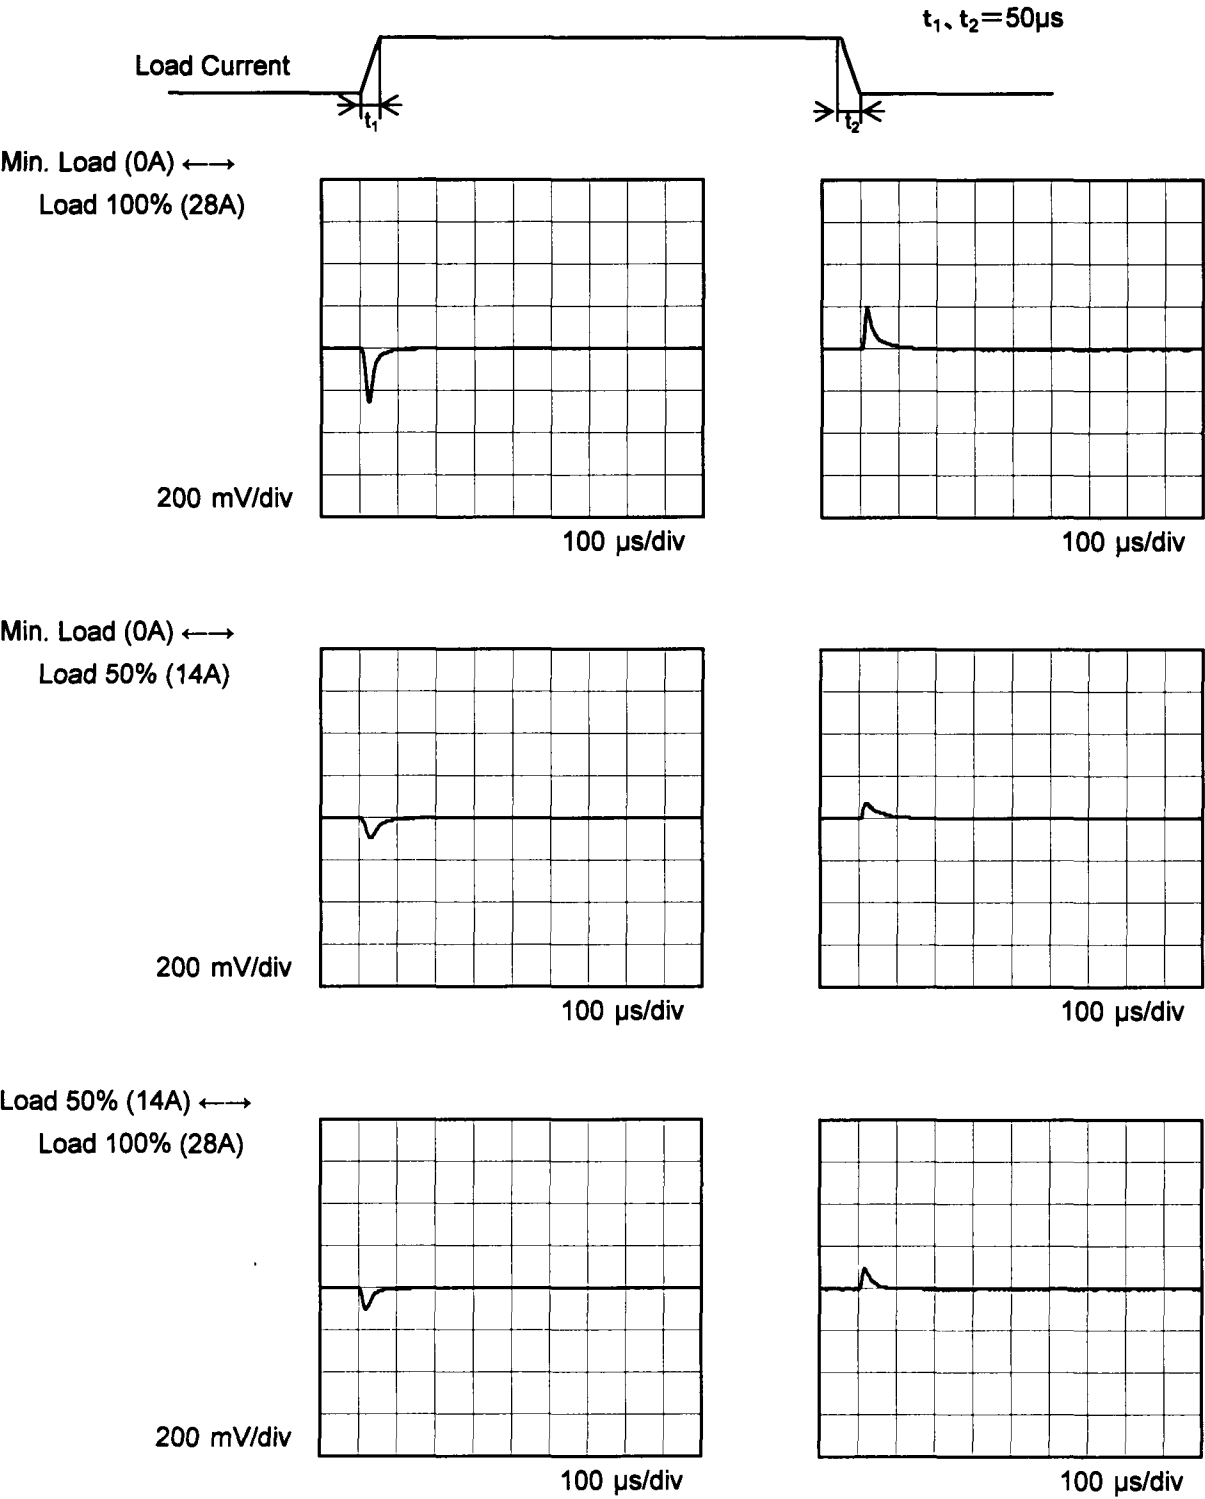 t₁、t₂=50µs
Load Current
t₁
t₂
Min. Load (0A) ←→
Load 100% (28A)
200 mV/div
100 µs/div
100 µs/div
Min. Load (0A) ←→
Load 50% (14A)
200 mV/div
100 µs/div
100 µs/div
Load 50% (14A) ←→
Load 100% (28A)
200 mV/div
100 µs/div
100 µs/div